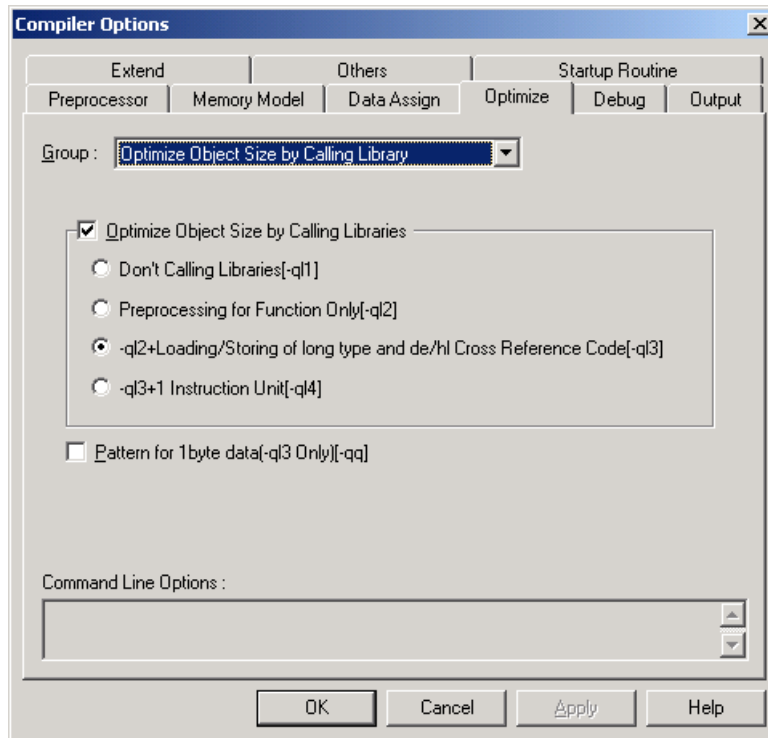 Compiler Options
Extend Others Startup Routine
Preprocessor Memory Model Data Assign Optimize Debug Output
Group : Optimize Object Size by Calling Library
Optimize Object Size by Calling Libraries
Don't Calling Libraries[-ql1]
Preprocessing for Function Only[-ql2]
-ql2+Loading/Storing of long type and de/hl Cross Reference Code[-ql3]
-ql3+1 Instruction Unit[-ql4]
Pattern for 1byte data(-ql3 Only)[-qq]
Command Line Options :
OK Cancel Apply Help